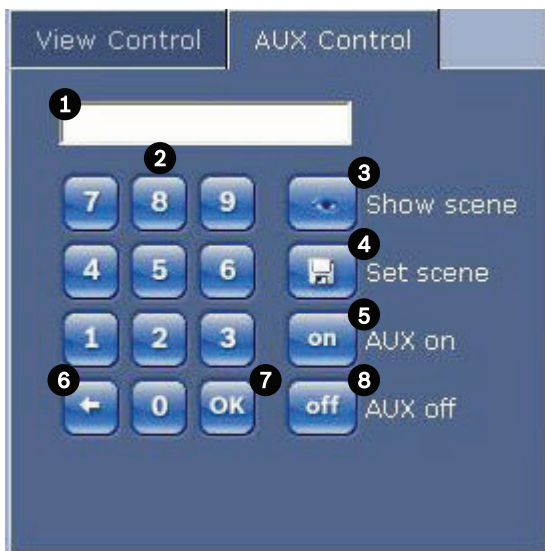 View Control AUX Control
1
2
3
7 8 9 Show scene
4
4 5 6 Set scene
5
1 2 3 on AUX on
6 7 8
0 OK off AUX off